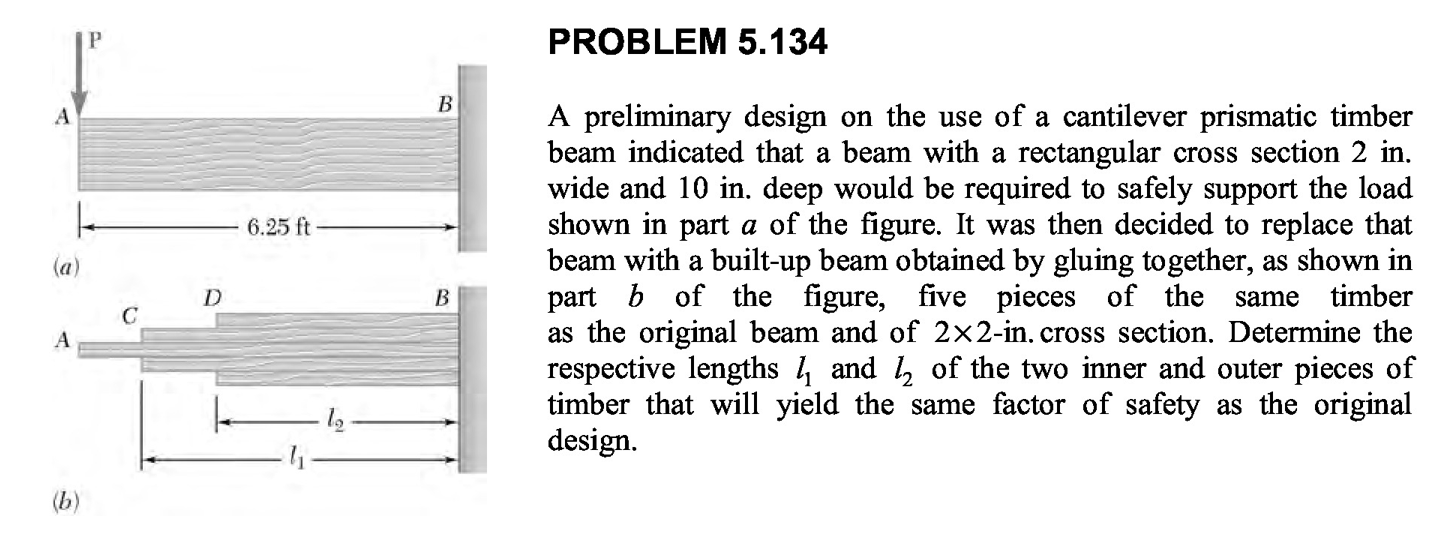 P
A
B
6.25 ft
(a)
A
C
D
B
l₂
l₁
(b)
PROBLEM 5.134
A preliminary design on the use of a cantilever prismatic timber
beam indicated that a beam with a rectangular cross section 2 in.
wide and 10 in. deep would be required to safely support the load
shown in part a of the figure. It was then decided to replace that
beam with a built-up beam obtained by gluing together, as shown in
part b of the figure, five pieces of the same timber
as the original beam and of 2×2-in. cross section. Determine the
respective lengths l₁ and l₂ of the two inner and outer pieces of
timber that will yield the same factor of safety as the original
design.